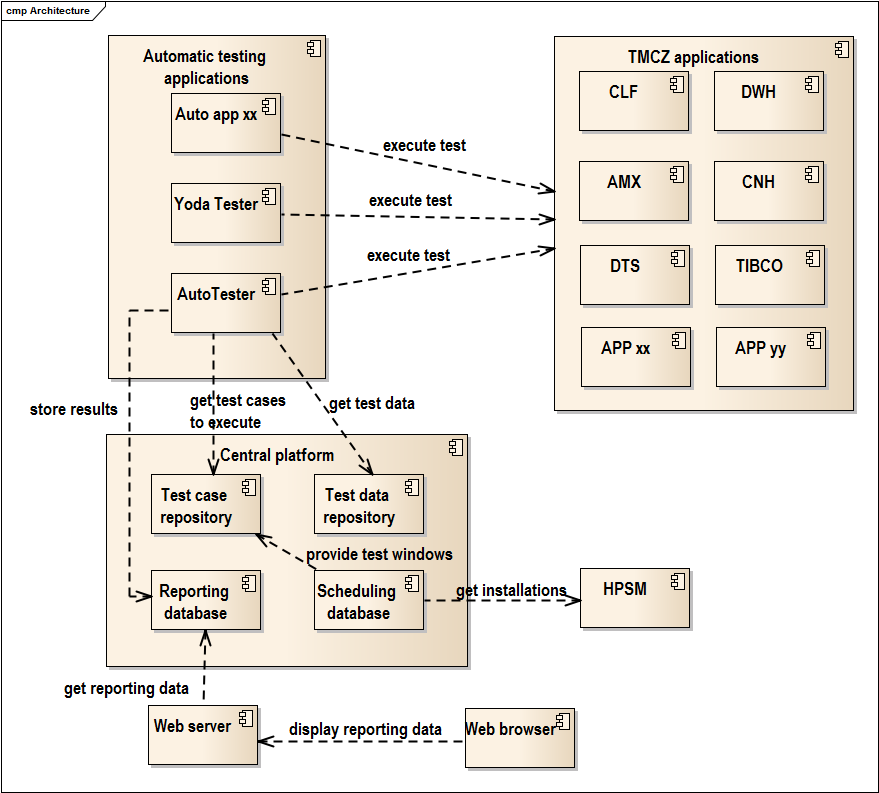 cmp Architecture
Automatic testing
applications
Auto app xx
Yoda Tester
AutoTester
execute test
execute test
execute test
TMCZ applications
CLF
DWH
AMX
CNH
DTS
TIBCO
APP xx
APP yy
store results
get test cases
to execute
get test data
Central platform
Test case
repository
Test data
repository
provide test windows
Reporting
database
Scheduling
database
get installations
HPSM
get reporting data
Web server
display reporting data
Web browser